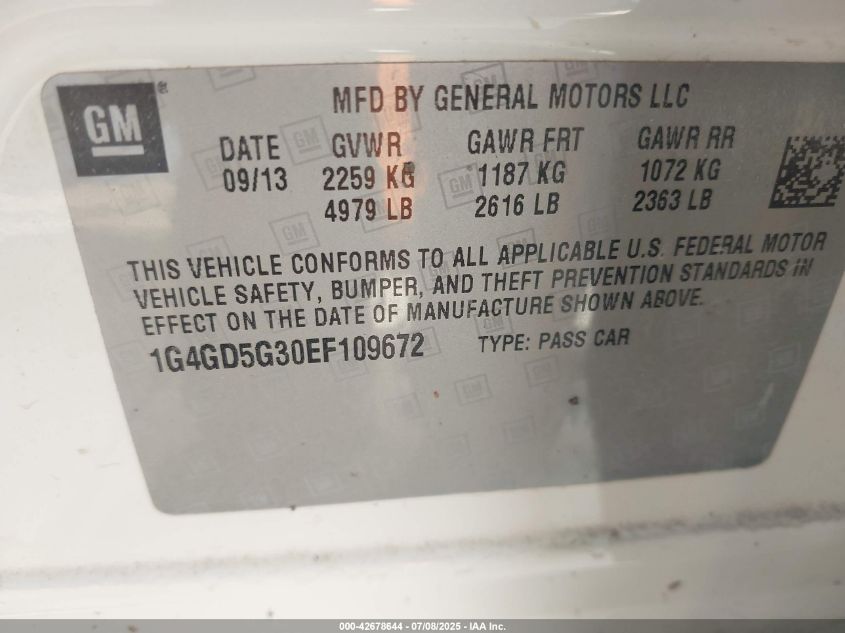 GM
MFD BY GENERAL MOTORS LLC
DATE GVWR GAWR FRT GAWR RR
09/13 2259 KG 1187 KG 1072 KG
4979 LB 2616 LB 2363 LB
THIS VEHICLE CONFORMS TO ALL APPLICABLE U.S. FEDERAL MOTOR
VEHICLE SAFETY, BUMPER, AND THEFT PREVENTION STANDARDS IN
EFFECT ON THE DATE OF MANUFACTURE SHOWN ABOVE.
1G4GD5G30EF109672 TYPE: PASS CAR
000-42678644 / 07/08/2025 - IAA Inc.